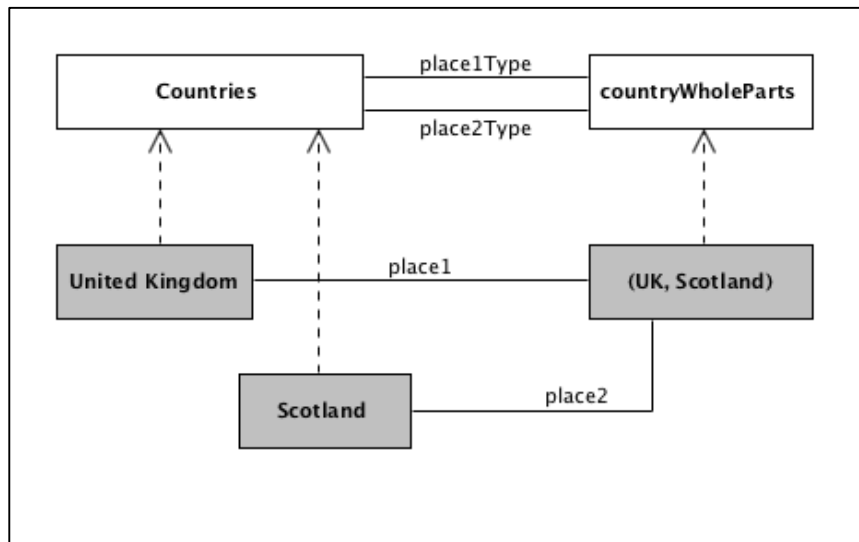 place1Type
Countries
countryWholeParts
place2Type
United Kingdom
place1
(UK, Scotland)
Scotland
place2